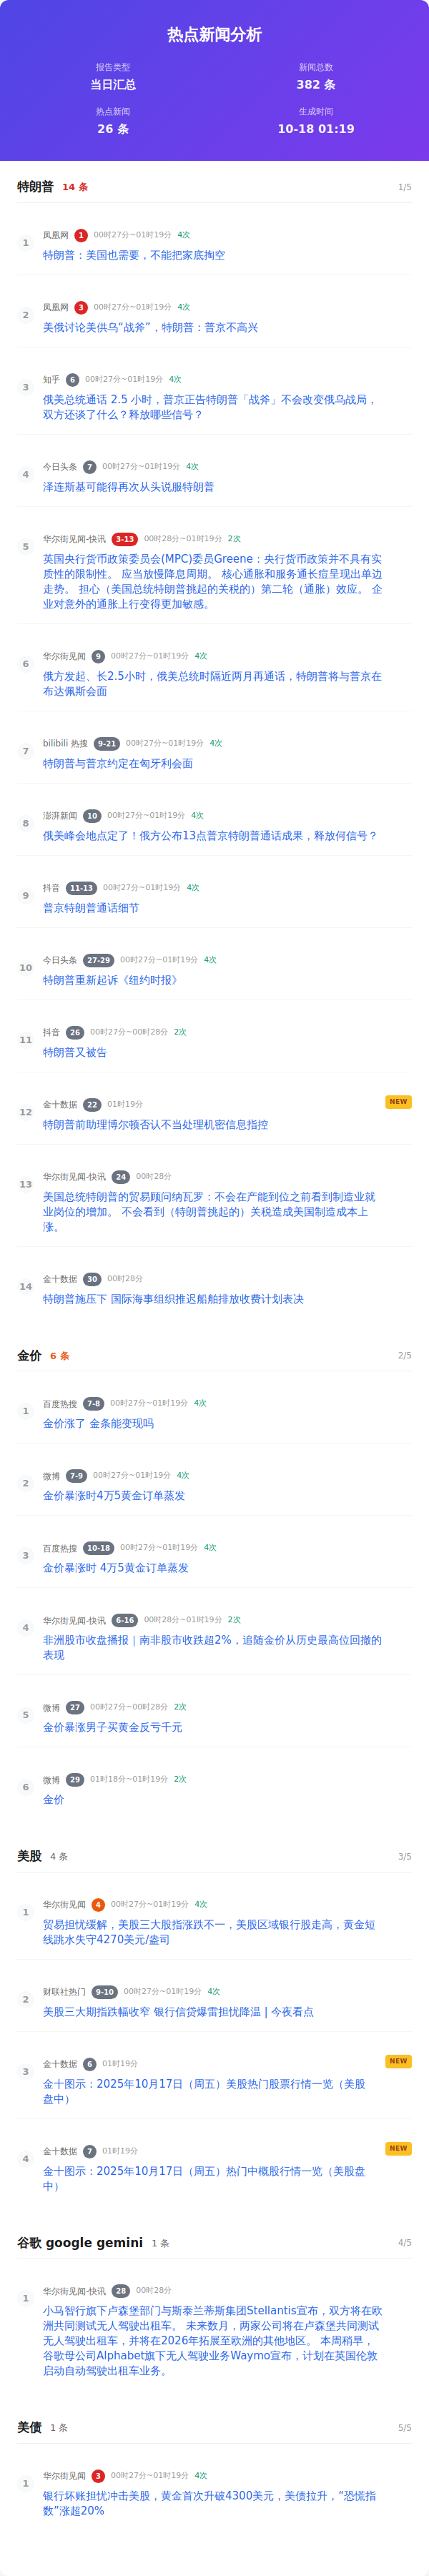 热点新闻分析
报告类型
当日汇总
新闻总数
382 条
热点新闻
26 条
生成时间
10-18 01:19
特朗普 14 条 1/5
1
凤凰网 1 00时27分~01时19分 4次
特朗普：美国也需要，不能把家底掏空
2
凤凰网 3 00时27分~01时19分 4次
美俄讨论美供乌“战斧”，特朗普：普京不高兴
3
知乎 6 00时27分~01时19分 4次
俄美总统通话 2.5 小时，普京正告特朗普「战斧」不会改变俄乌战局，
双方还谈了什么？释放哪些信号？
4
今日头条 7 00时27分~01时19分 4次
泽连斯基可能得再次从头说服特朗普
5
华尔街见闻-快讯 3-13 00时28分~01时19分 2次
英国央行货币政策委员会(MPC)委员Greene：央行货币政策并不具有实
质性的限制性。 应当放慢降息周期。 核心通胀和服务通长痘呈现出单边
走势。 担心（美国总统特朗普挑起的关税的）第二轮（通胀）效应。 企
业对意外的通胀上行变得更加敏感。
6
华尔街见闻 9 00时27分~01时19分 4次
俄方发起、长2.5小时，俄美总统时隔近两月再通话，特朗普将与普京在
布达佩斯会面
7
bilibili 热搜 9-21 00时27分~01时19分 4次
特朗普与普京约定在匈牙利会面
8
澎湃新闻 10 00时27分~01时19分 4次
俄美峰会地点定了！俄方公布13点普京特朗普通话成果，释放何信号？
9
抖音 11-13 00时27分~01时19分 4次
普京特朗普通话细节
10
今日头条 27-29 00时27分~01时19分 4次
特朗普重新起诉《纽约时报》
11
抖音 26 00时27分~00时28分 2次
特朗普又被告
12
金十数据 22 01时19分 NEW
特朗普前助理博尔顿否认不当处理机密信息指控
13
华尔街见闻-快讯 24 00时28分
美国总统特朗普的贸易顾问纳瓦罗：不会在产能到位之前看到制造业就
业岗位的增加。 不会看到（特朗普挑起的）关税造成美国制造成本上
涨。
14
金十数据 30 00时28分
特朗普施压下 国际海事组织推迟船舶排放收费计划表决
金价 6 条 2/5
1
百度热搜 7-8 00时27分~01时19分 4次
金价涨了 金条能变现吗
2
微博 7-9 00时27分~01时19分 4次
金价暴涨时4万5黄金订单蒸发
3
百度热搜 10-18 00时27分~01时19分 4次
金价暴涨时 4万5黄金订单蒸发
4
华尔街见闻-快讯 6-16 00时28分~01时19分 2次
非洲股市收盘播报｜南非股市收跌超2%，追随金价从历史最高位回撤的
表现
5
微博 27 00时27分~00时28分 2次
金价暴涨男子买黄金反亏千元
6
微博 29 01时18分~01时19分 2次
金价
美股 4 条 3/5
1
华尔街见闻 4 00时27分~01时19分 4次
贸易担忧缓解，美股三大股指涨跌不一，美股区域银行股走高，黄金短
线跳水失守4270美元/盎司
2
财联社热门 9-10 00时27分~01时19分 4次
美股三大期指跌幅收窄 银行信贷爆雷担忧降温 | 今夜看点
3
金十数据 6 01时19分 NEW
金十图示：2025年10月17日（周五）美股热门股票行情一览（美股
盘中）
4
金十数据 7 01时19分 NEW
金十图示：2025年10月17日（周五）热门中概股行情一览（美股盘
中）
谷歌 google gemini 1 条 4/5
1
华尔街见闻-快讯 28 00时28分
小马智行旗下卢森堡部门与斯泰兰蒂斯集团Stellantis宣布，双方将在欧
洲共同测试无人驾驶出租车。 未来数月，两家公司将在卢森堡共同测试
无人驾驶出租车，并将在2026年拓展至欧洲的其他地区。 本周稍早，
谷歌母公司Alphabet旗下无人驾驶业务Waymo宣布，计划在英国伦敦
启动自动驾驶出租车业务。
美债 1 条 5/5
1
华尔街见闻 3 00时27分~01时19分 4次
银行坏账担忧冲击美股，黄金首次升破4300美元，美债拉升，“恐慌指
数”涨超20%